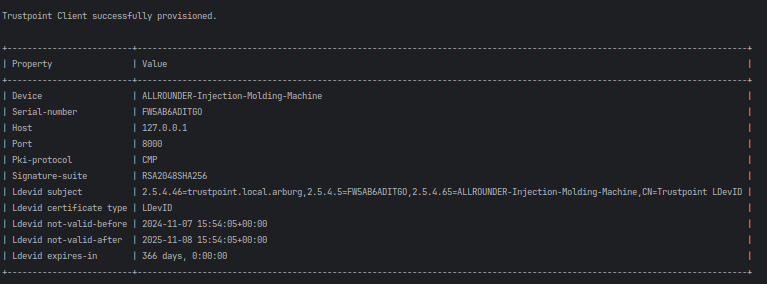 Trustpoint Client successfully provisioned.
+------------------------+----------------------------------------------------------------------------------------------------------------+
| Property | Value |
+------------------------+----------------------------------------------------------------------------------------------------------------+
| Device | ALLROUNDER-Injection-Molding-Machine |
| Serial-number | FW5AB6ADITGO |
| Host | 127.0.0.1 |
| Port | 8000 |
| Pki-protocol | CMP |
| Signature-suite | RSA2048SHA256 |
| Ldevid subject | 2.5.4.46=trustpoint.local.arburg,2.5.4.5=FW5AB6ADITGO,2.5.4.65=ALLROUNDER-Injection-Molding-Machine,CN=Trustpoint LDevID |
| Ldevid certificate type | LDevID |
| Ldevid not-valid-before | 2024-11-07 15:54:05+00:00 |
| Ldevid not-valid-after | 2025-11-08 15:54:05+00:00 |
| Ldevid expires-in | 366 days, 0:00:00 |
+------------------------+----------------------------------------------------------------------------------------------------------------+